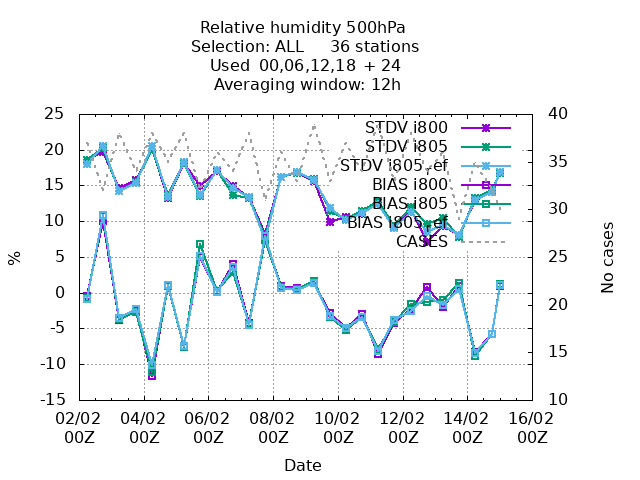 Relative humidity 500hPa
Selection: ALL 36 stations
Used 00,06,12,18 + 24
Averaging window: 12h
STDV i800
STDV i805
STDV i805_ref
BIAS i800
BIAS i805
BIAS i805_ref
CASES
25
20
15
10
5
0
-5
-10
-15
%
40
35
30
25
20
15
10
No cases
02/02 04/02 06/02 08/02 10/02 12/02 14/02 16/02
00Z 00Z 00Z 00Z 00Z 00Z 00Z 00Z
Date